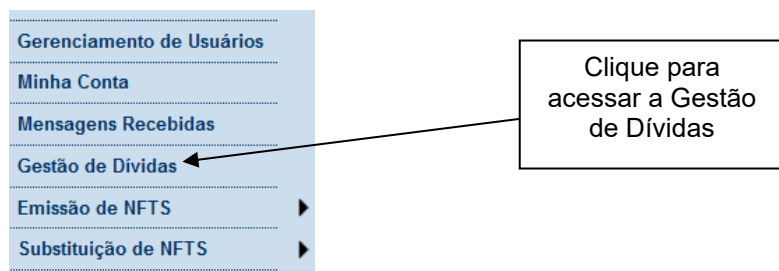 Gerenciamento de Usuários
Minha Conta
Mensagens Recebidas
Gestão de Dívidas
Emissão de NFTS
Substituição de NFTS
Clique para
acessar a Gestão
de Dívidas